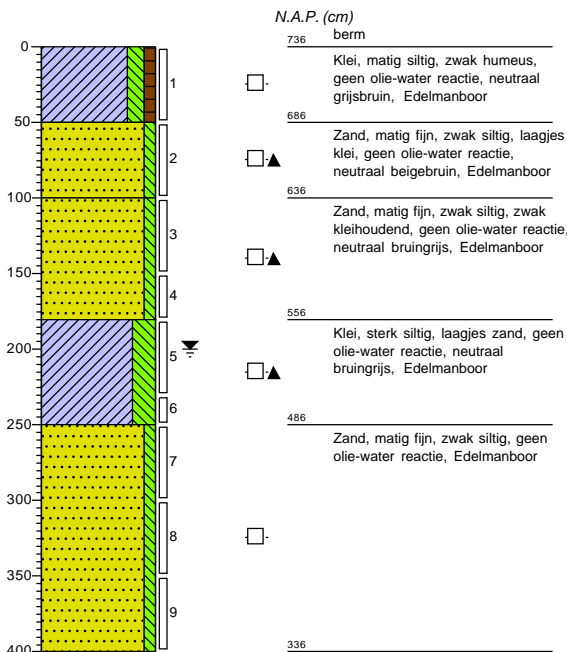 N.A.P. (cm)
0
736
berm
Klei, matig siltig, zwak humeus,
geen olie-water reactie, neutraal
grijsbruin, Edelmanboor
1
50
686
Zand, matig fijn, zwak siltig, laagjes
klei, geen olie-water reactie,
neutraal beigebruin, Edelmanboor
2
100
636
Zand, matig fijn, zwak siltig, zwak
kleihoudend, geen olie-water reactie,
neutraal bruingrijs, Edelmanboor
3
150
4
556
Klei, sterk siltig, laagjes zand, geen
olie-water reactie, neutraal
bruingrijs, Edelmanboor
200
5
6
250
486
Zand, matig fijn, zwak siltig, geen
olie-water reactie, Edelmanboor
7
300
8
350
9
400
336